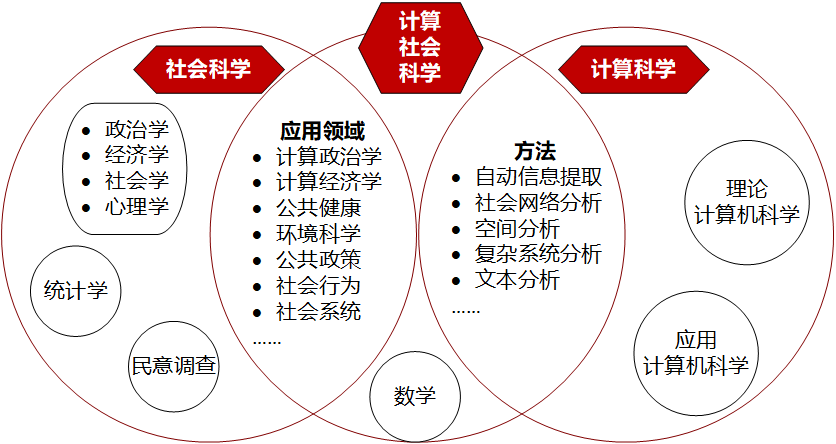 社会科学
计算
社会
科学
计算科学
• 政治学
• 经济学
• 社会学
• 心理学
统计学
民意调查
应用领域
• 计算政治学
• 计算经济学
• 公共健康
• 环境科学
• 公共政策
• 社会行为
• 社会系统
……
方法
• 自动信息提取
• 社会网络分析
• 空间分析
• 复杂系统分析
• 文本分析
……
数学
理论
计算机科学
应用
计算机科学